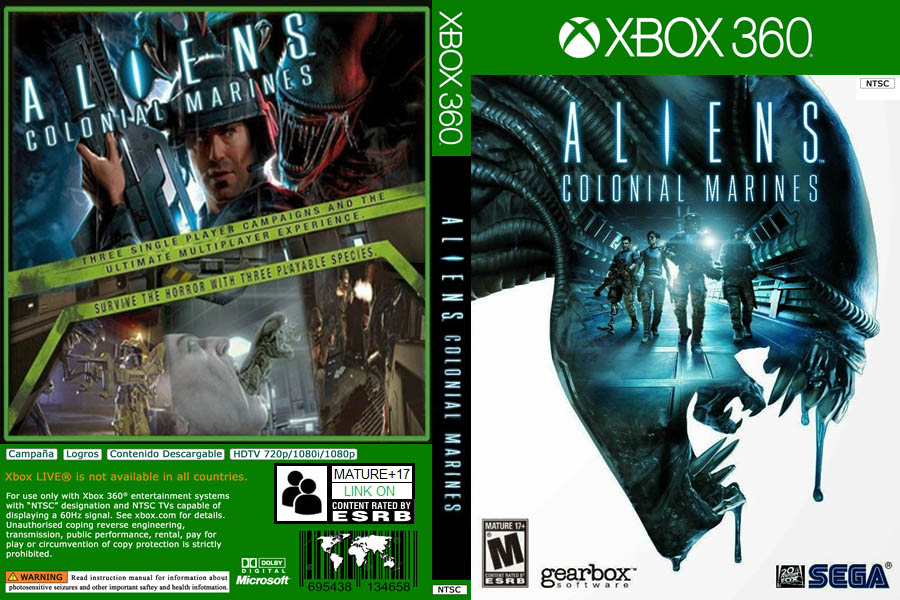 ALIENS™
COLONIAL MARINES
THREE SINGLE PLAYER CAMPAIGNS AND THE
ULTIMATE MULTIPLAYER EXPERIENCE.
SURVIVE THE HORROR WITH THREE PLAYABLE SPECIES.
Campaña Logros Contenido Descargable HDTV 720p/1080i/1080p
Xbox LIVE® is not available in all countries.
For use only with Xbox 360® entertainment systems
with “NTSC” designation and NTSC TVs capable of
displaying a 60Hz signal. See xbox.com for details.
Unauthorised coping reverse engineering,
transmission, public performance, rental, pay for
play or circumvention of copy protection is strictly
prohibited.
WARNING Read instruction manual for information about
photosensitive seizures and other important saftey and health infotmation.
DOLBY
DIGITAL
Microsoft®
MATURE+17
LINK ON
CONTENT RATED BY
ESRB
695438 134658
XBOX 360®
ALIENS COLONIAL MARINES
NTSC
XBOX 360®
NTSC
ALIENS™
COLONIAL MARINES
MATURE 17+
M
CONTENT RATED BY
ESRB
gearbox™
software
20
FOX
SEGA®